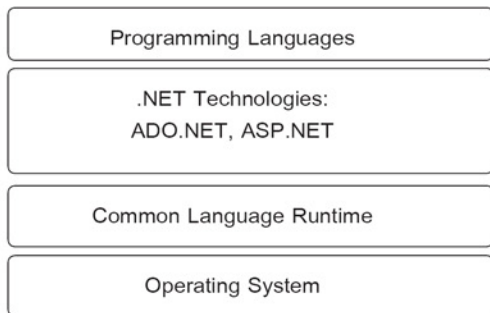 Programming Languages
.NET Technologies:
ADO.NET, ASP.NET
Common Language Runtime
Operating System